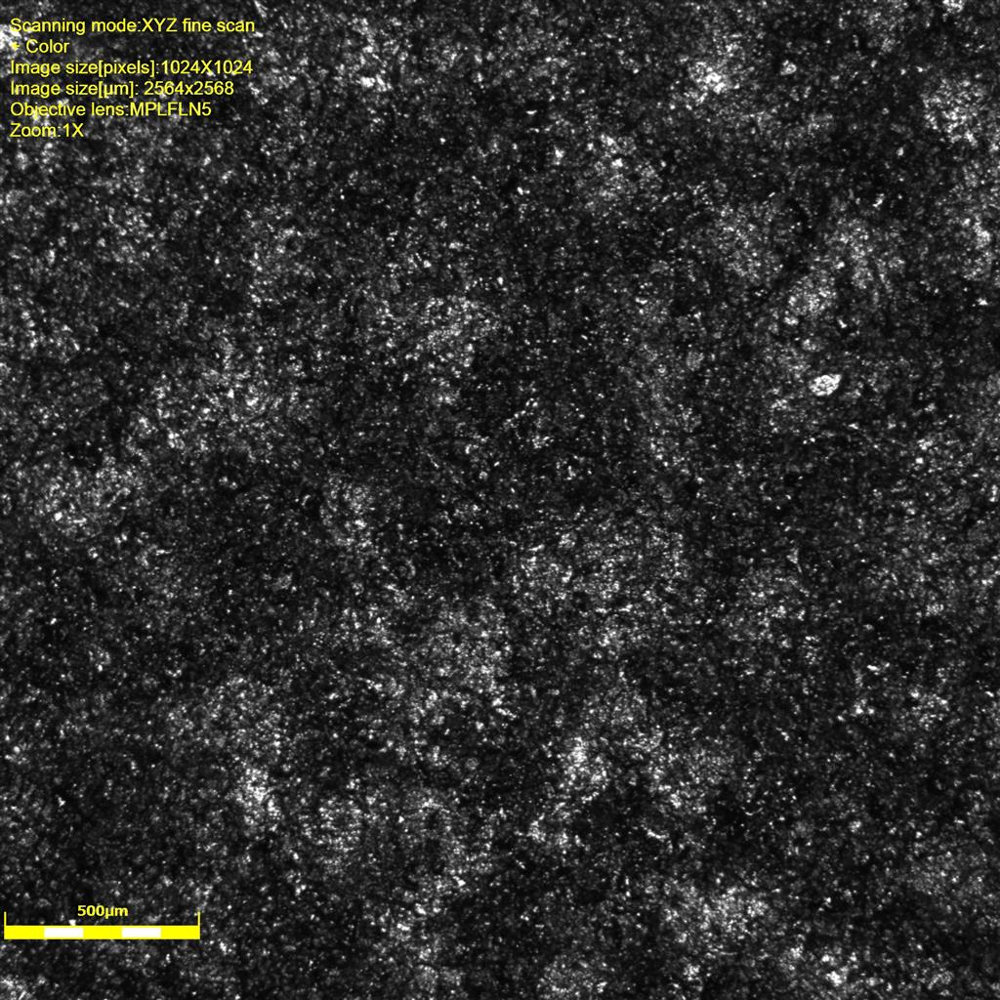 Scanning mode:XYZ fine scan
+ Color
Image size[pixels]:1024X1024
Image size[µm]: 2564x2568
Objective lens:MPLFLN5
Zoom:1X
500µm